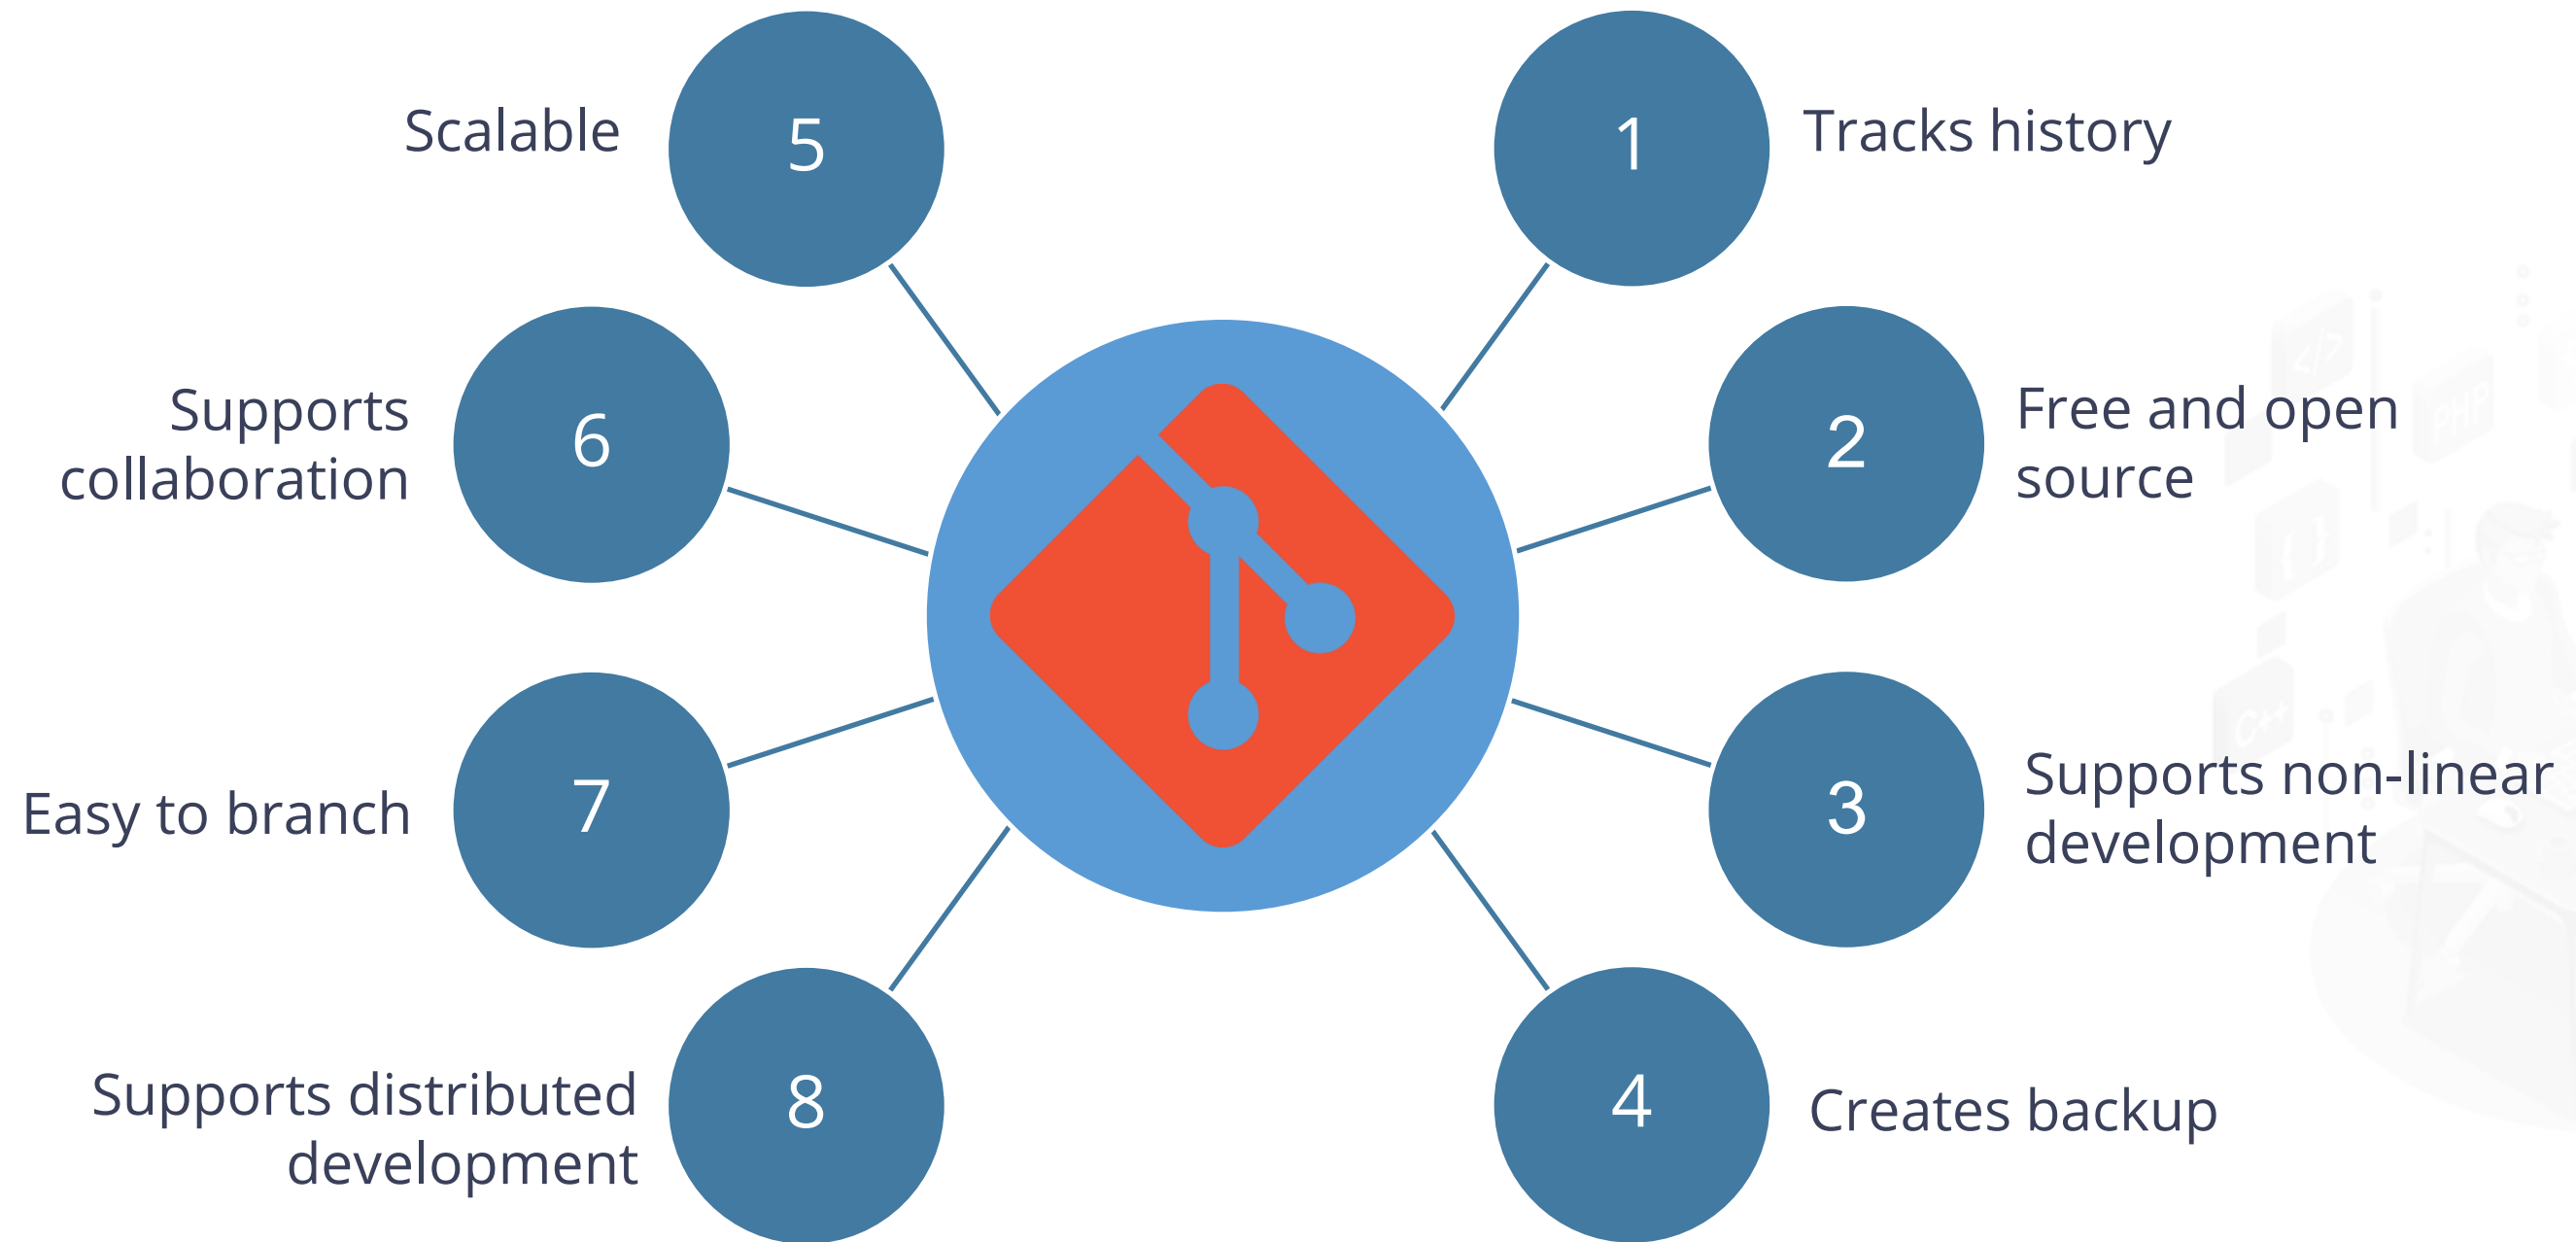 1
Tracks history
2
Free and open
source
3
Supports non-linear
development
4
Creates backup
5
Scalable
6
Supports
collaboration
7
Easy to branch
8
Supports distributed
development
</>
PHP
{ }
C++